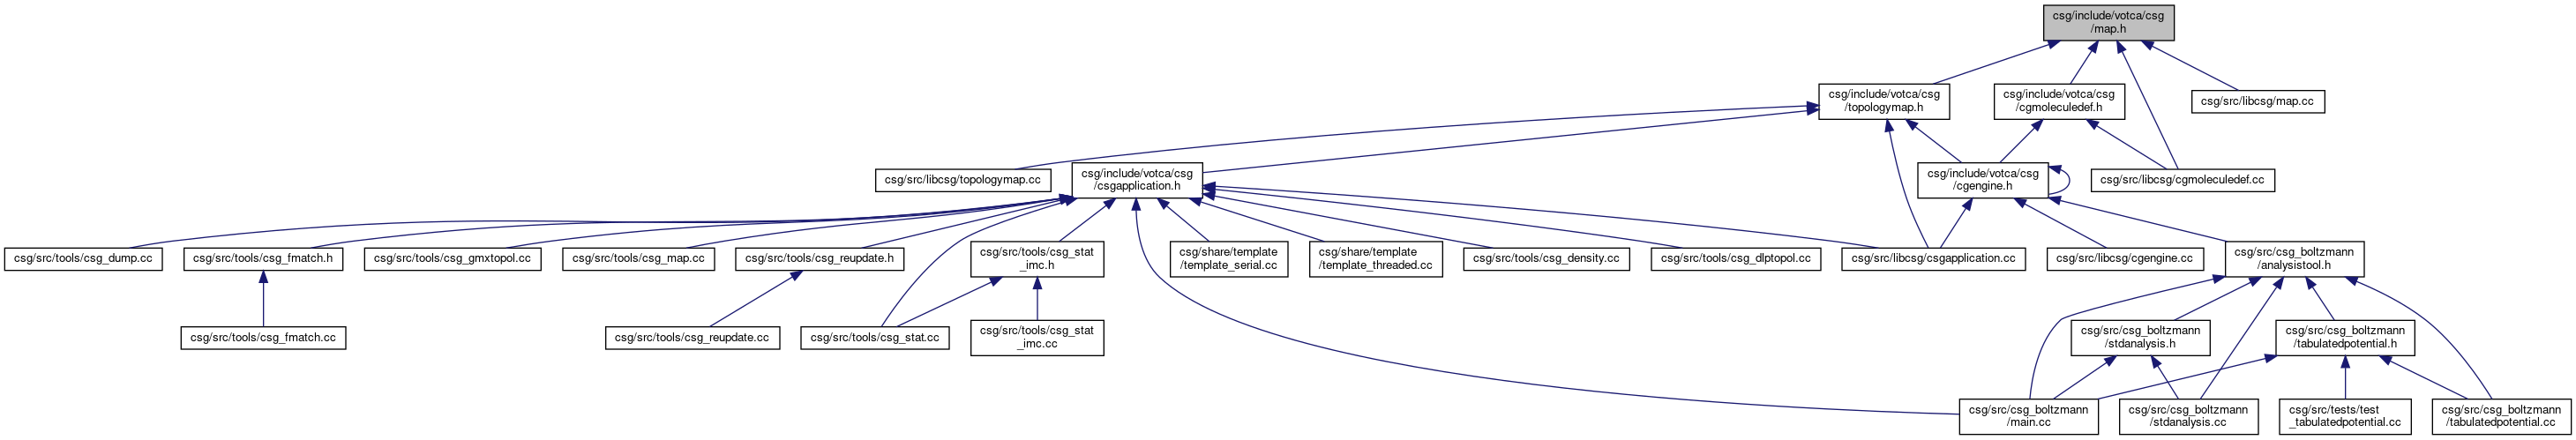 csg/include/votca/csg
/map.h
csg/include/votca/csg
/topologymap.h
csg/include/votca/csg
/cgmoleculedef.h
csg/src/libcsg/map.cc
csg/src/libcsg/topologymap.cc
csg/include/votca/csg
/csgapplication.h
csg/include/votca/csg
/cgengine.h
csg/src/libcsg/cgmoleculedef.cc
csg/src/tools/csg_dump.cc
csg/src/tools/csg_fmatch.h
csg/src/tools/csg_gmxtopol.cc
csg/src/tools/csg_map.cc
csg/src/tools/csg_reupdate.h
csg/src/tools/csg_stat
_imc.h
csg/share/template
/template_serial.cc
csg/share/template
/template_threaded.cc
csg/src/tools/csg_density.cc
csg/src/tools/csg_dlptopol.cc
csg/src/libcsg/csgapplication.cc
csg/src/libcsg/cgengine.cc
csg/src/csg_boltzmann
/analysistool.h
csg/src/tools/csg_fmatch.cc
csg/src/tools/csg_reupdate.cc
csg/src/tools/csg_stat.cc
csg/src/tools/csg_stat
_imc.cc
csg/src/csg_boltzmann
/stdanalysis.h
csg/src/csg_boltzmann
/tabulatedpotential.h
csg/src/csg_boltzmann
/main.cc
csg/src/csg_boltzmann
/stdanalysis.cc
csg/src/tests/test
_tabulatedpotential.cc
csg/src/csg_boltzmann
/tabulatedpotential.cc